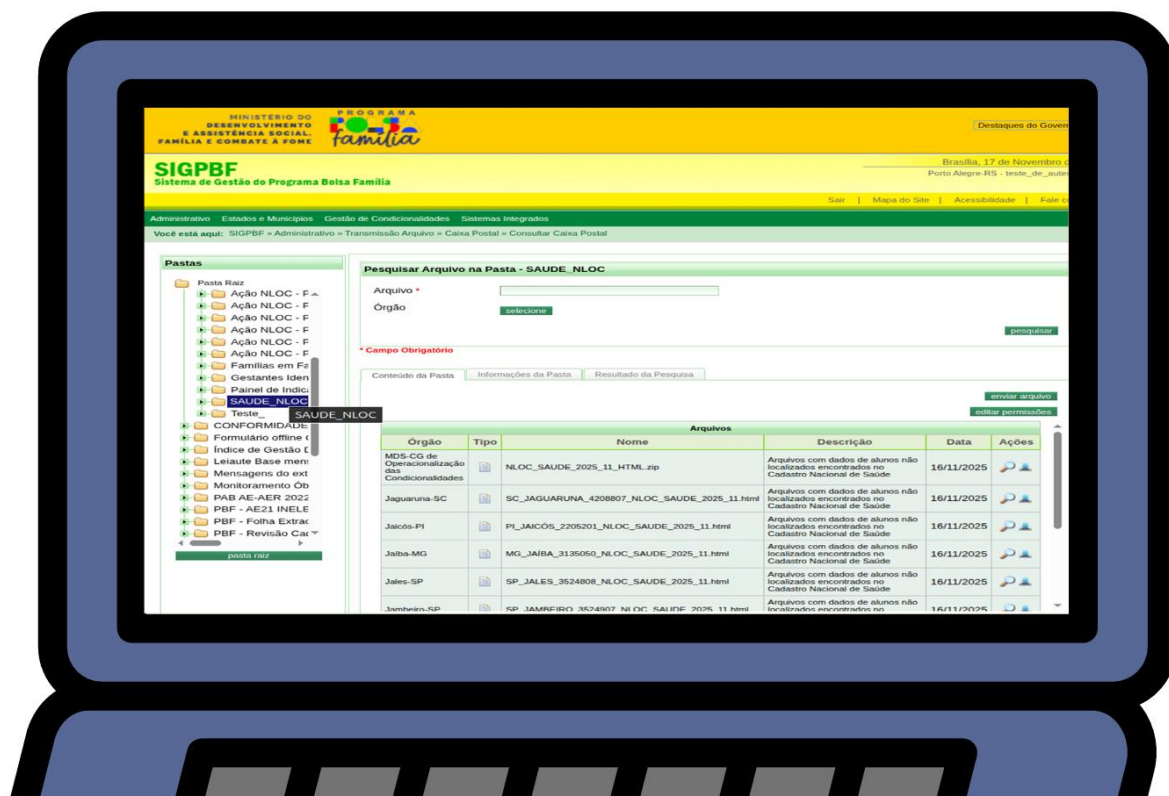 MINISTÉRIO DO
DESENVOLVIMENTO
E ASSISTÊNCIA SOCIAL,
FAMÍLIA E COMBATE À FOME
PROGRAMA
BOLSA
família
Destaques do Govern
SIGPBF
Sistema de Gestão do Programa Bolsa Família
Brasília, 17 de Novembro
Porto Alegre-RS - teste_de_aute
Sair | Mapa do Site | Acessibilidade | Fale c
Administrativo Estados e Municípios Gestão de Condicionalidades Sistemas Integrados
Você está aqui: SIGPBF » Administrativo » Transmissão Arquivo » Caixa Postal » Consultar Caixa Postal
Pastas
Pasta Raiz
Ação NLOC - F
Ação NLOC - F
Ação NLOC - F
Ação NLOC - F
Ação NLOC - F
Ação NLOC - F
Famílias em Fa
Gestantes Iden
Painel de Indic
SAUDE_NLOC
Teste_
SAUDE_NLOC
CONFORMIDADE
Formulário offline
Índice de Gestão
Leiaute Base mens
Mensagens do ext
Monitoramento Ób
PAB AE-AER 2022
PBF - AE21 INELE
PBF - Folha Extrac
PBF - Revisão Ca
pasta raiz
Pesquisar Arquivo na Pasta - SAUDE_NLOC
Arquivo *
Órgão selecione
pesquisar
* Campo Obrigatório
Conteúdo da Pasta Informações da Pasta Resultado da Pesquisa
enviar arquivo
editar permissões
Arquivos
Órgão Tipo Nome Descrição Data Ações
MDS-CG de
Operacionalização
das
Condicionalidades
NLOC_SAUDE_2025_11_HTML.zip
Arquivos com dados de alunos não
localizados encontrados no
Cadastro Nacional de Saúde
16/11/2025
Jaguaruna-SC
SC_JAGUARUNA_4208807_NLOC_SAUDE_2025_11.html
Arquivos com dados de alunos não
localizados encontrados no
Cadastro Nacional de Saúde
16/11/2025
Jaicós-PI
PI_JAICÓS_2205201_NLOC_SAUDE_2025_11.html
Arquivos com dados de alunos não
localizados encontrados no
Cadastro Nacional de Saúde
16/11/2025
Jaíba-MG
MG_JAÍBA_3135050_NLOC_SAUDE_2025_11.html
Arquivos com dados de alunos não
localizados encontrados no
Cadastro Nacional de Saúde
16/11/2025
Jales-SP
SP_JALES_3524808_NLOC_SAUDE_2025_11.html
Arquivos com dados de alunos não
localizados encontrados no
Cadastro Nacional de Saúde
16/11/2025
Jambeiro-SP
SP_JAMBEIRO_3524907_NLOC_SAUDE_2025_11.html
Arquivos com dados de alunos não
localizados encontrados no
16/11/2025